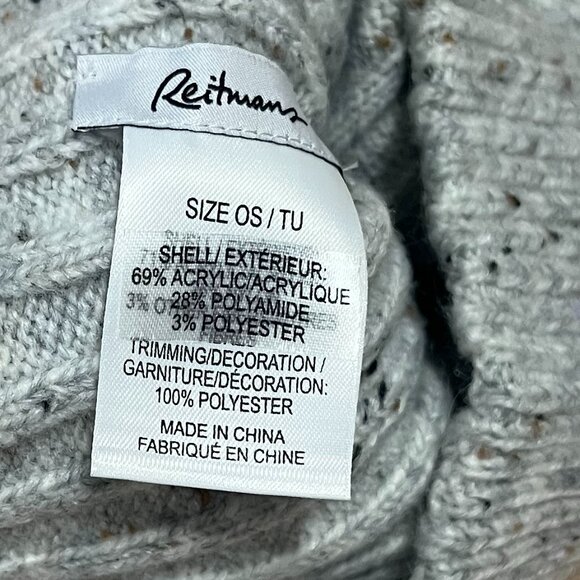 Reitmans
SIZE OS / TU
SHELL/ EXTÉRIEUR:
69% ACRYLIC/ACRYLIQUE
28% POLYAMIDE
3% POLYESTER
TRIMMING/DECORATION /
GARNITURE/DÉCORATION:
100% POLYESTER
MADE IN CHINA
FABRIQUÉ EN CHINE